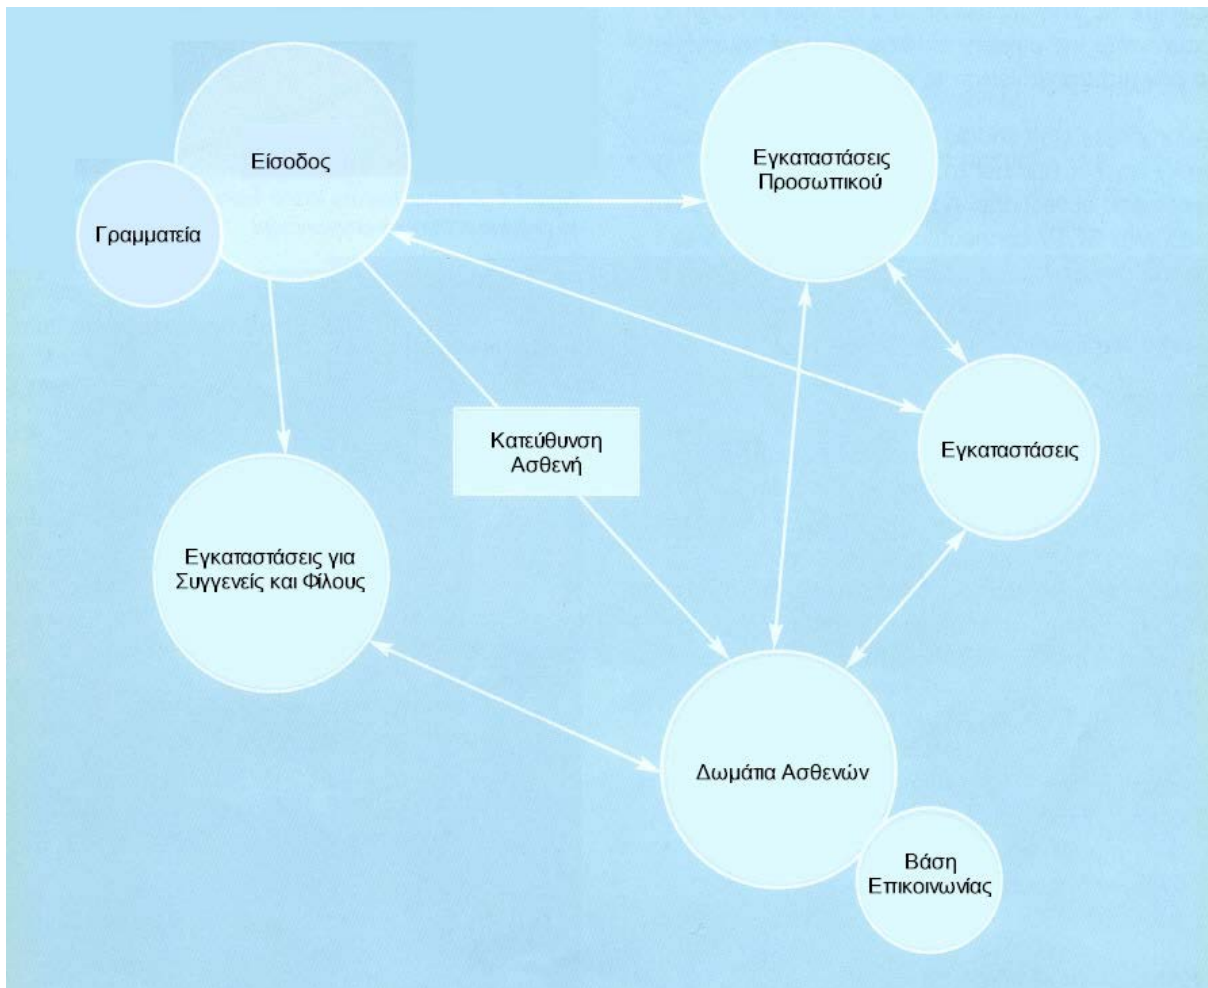 Είσοδος
Γραμματεία
Εγκαταστάσεις
Προσωπικού
Κατεύθυνση
Ασθενή
Εγκαταστάσεις
Εγκαταστάσεις για
Συγγενείς και Φίλους
Δωμάτια Ασθενών
Βάση
Επικοινωνίας